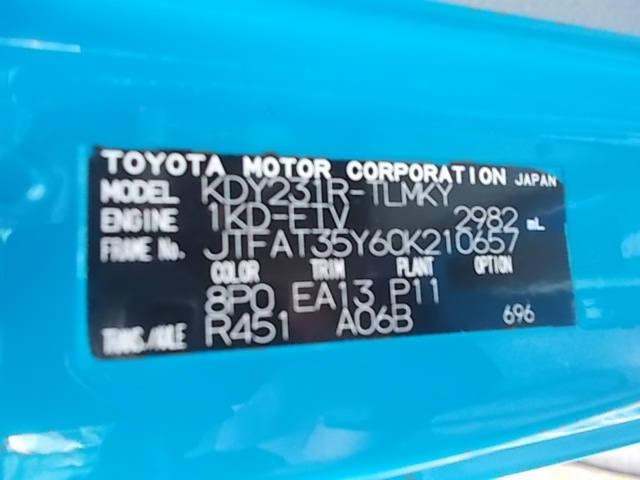 TOYOTA MOTOR CORPORATION JAPAN
MODEL KDY231R-TLMKY
ENGINE 1KD-FTV 2982 mL
FRAME No. JTFAT35Y60K210657
COLOR TRIM PLANT OPTION
8P0 EA13 P11
TRANS./AXLE R451 A06B 696